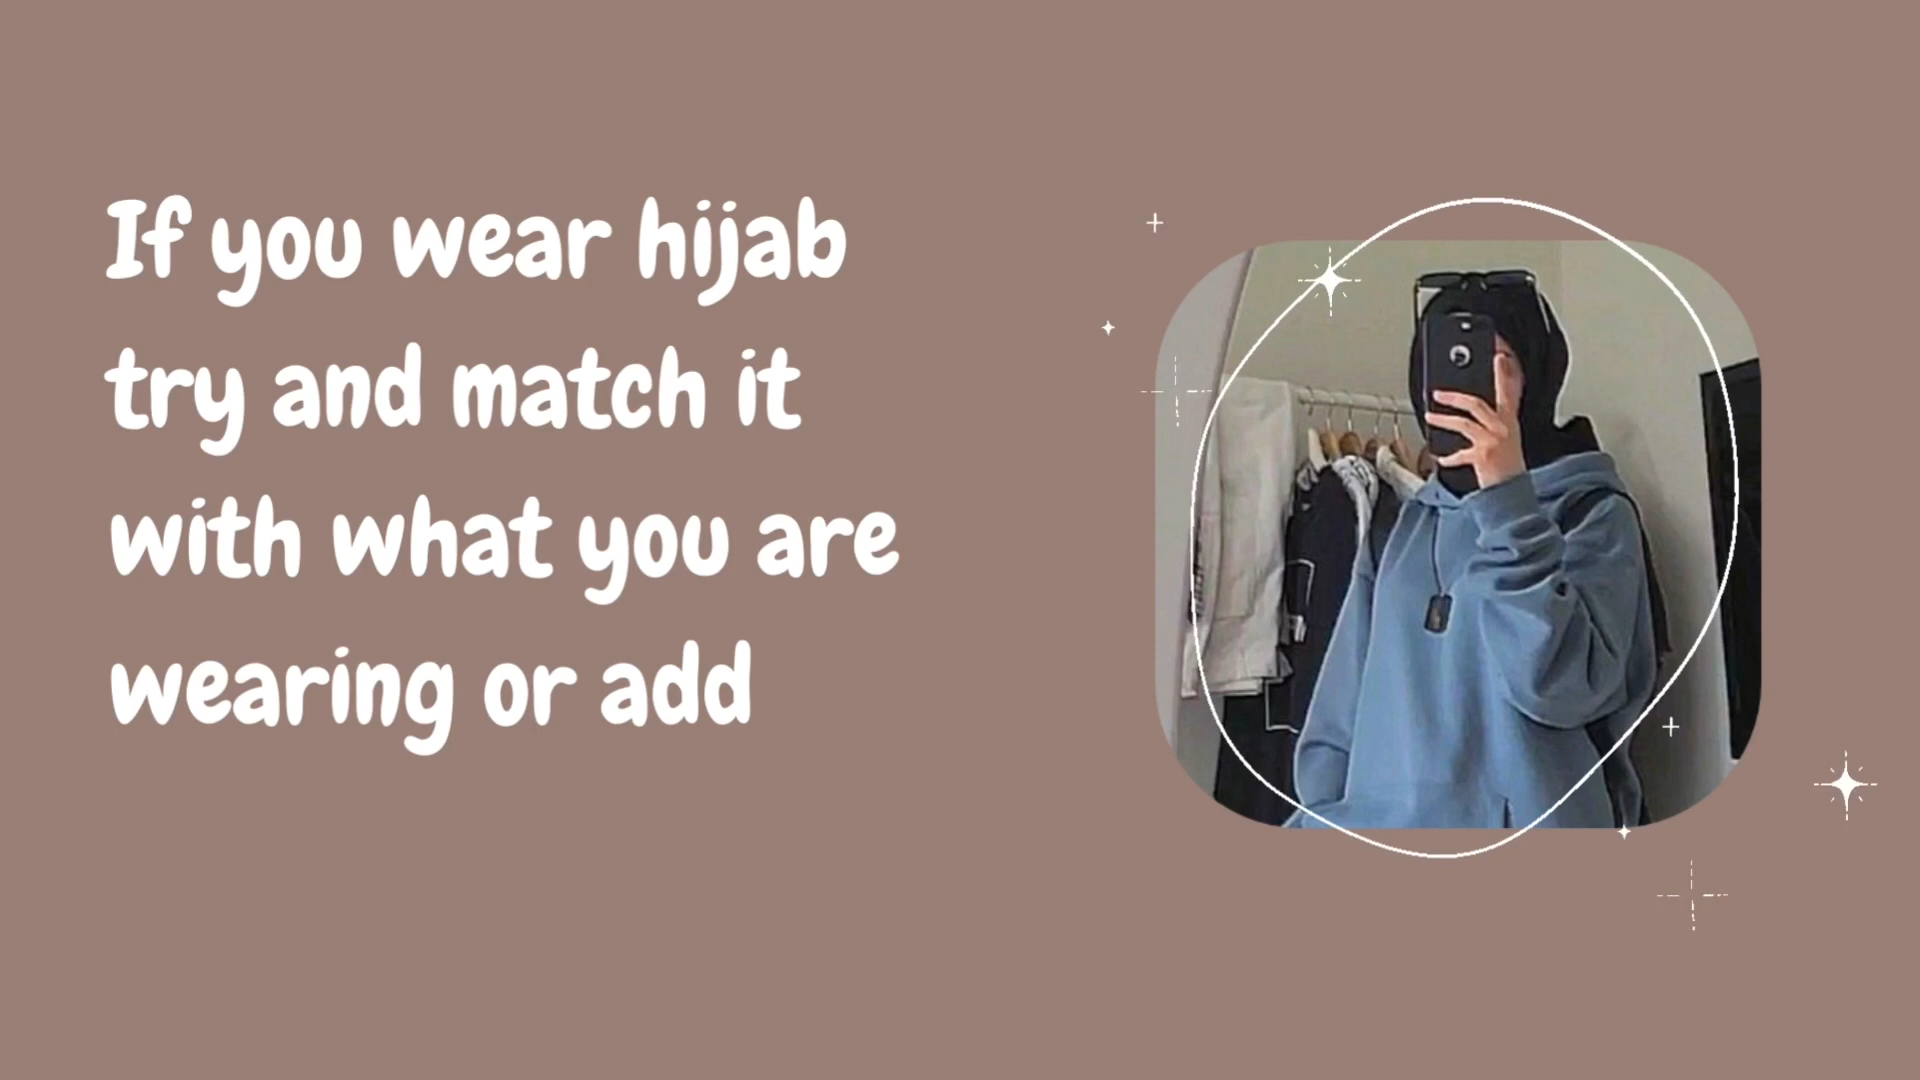 If you wear hijab
try and match it
with what you are
wearing or add